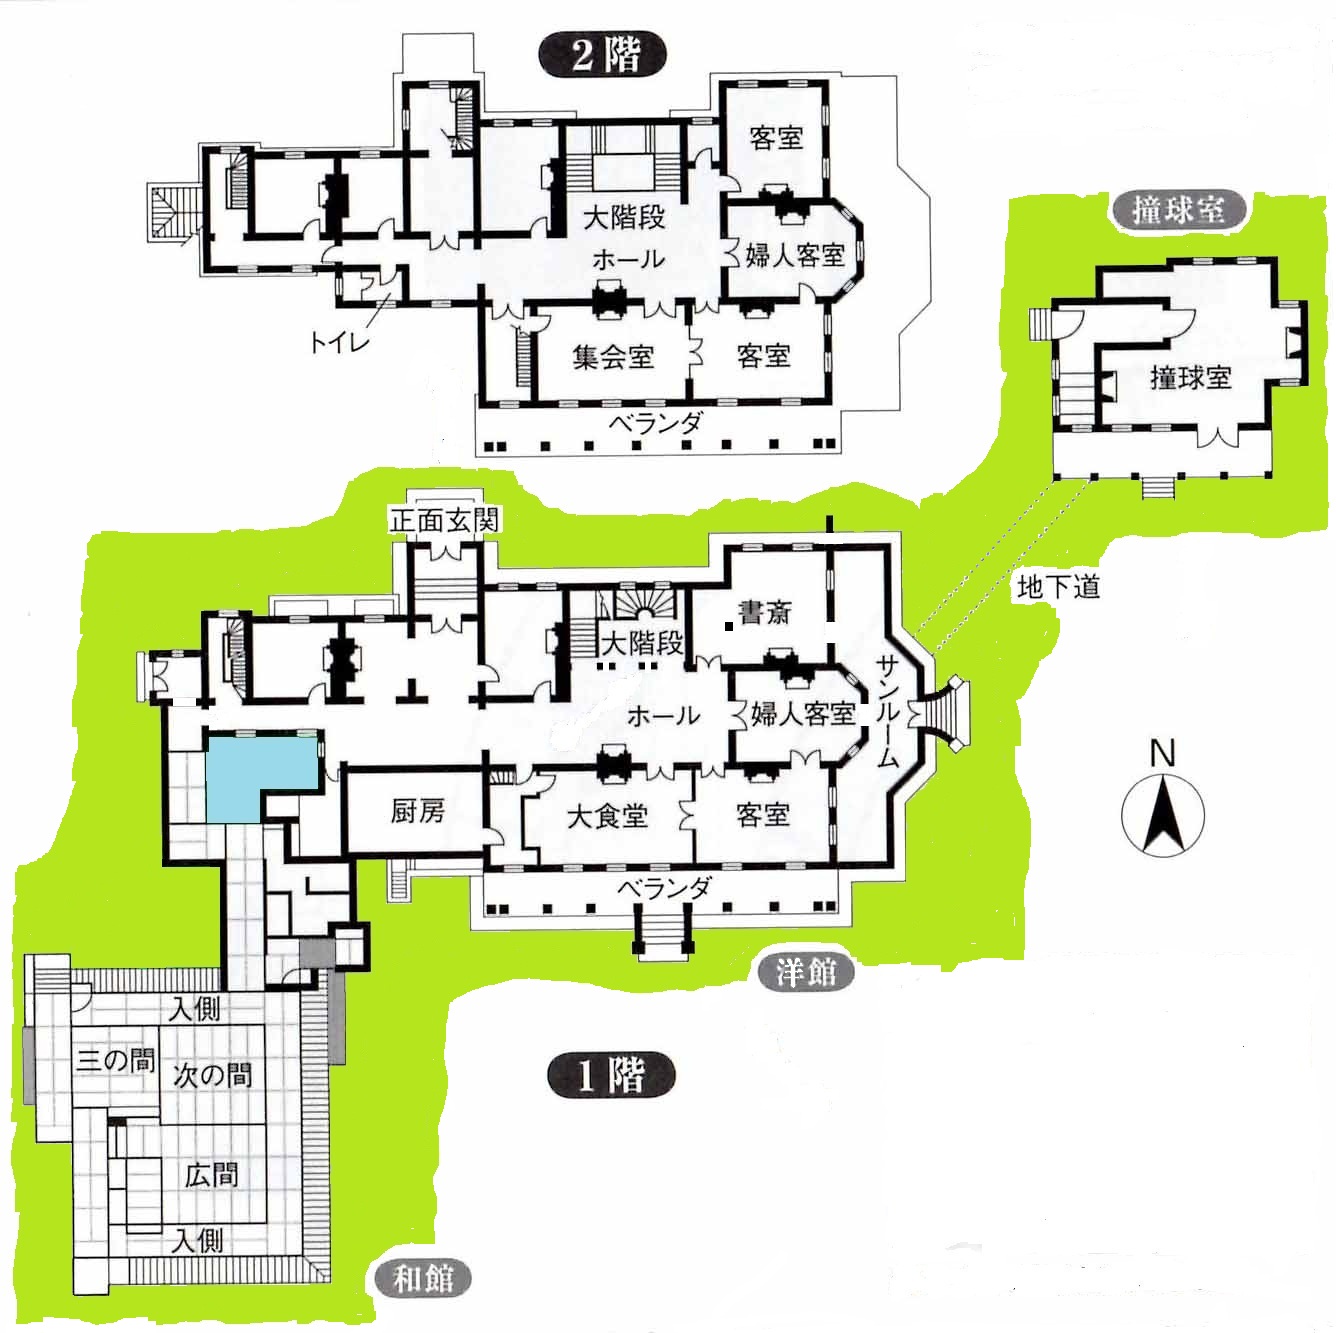 2階
客室
大階段
ホール
婦人客室
トイレ
集会室
客室
ベランダ
撞球室
撞球室
正面玄関
地下道
大階段
書斎
サンルーム
ホール
婦人客室
厨房
大食堂
客室
ベランダ
N
洋館
1階
入側
三の間
次の間
広間
入側
和館